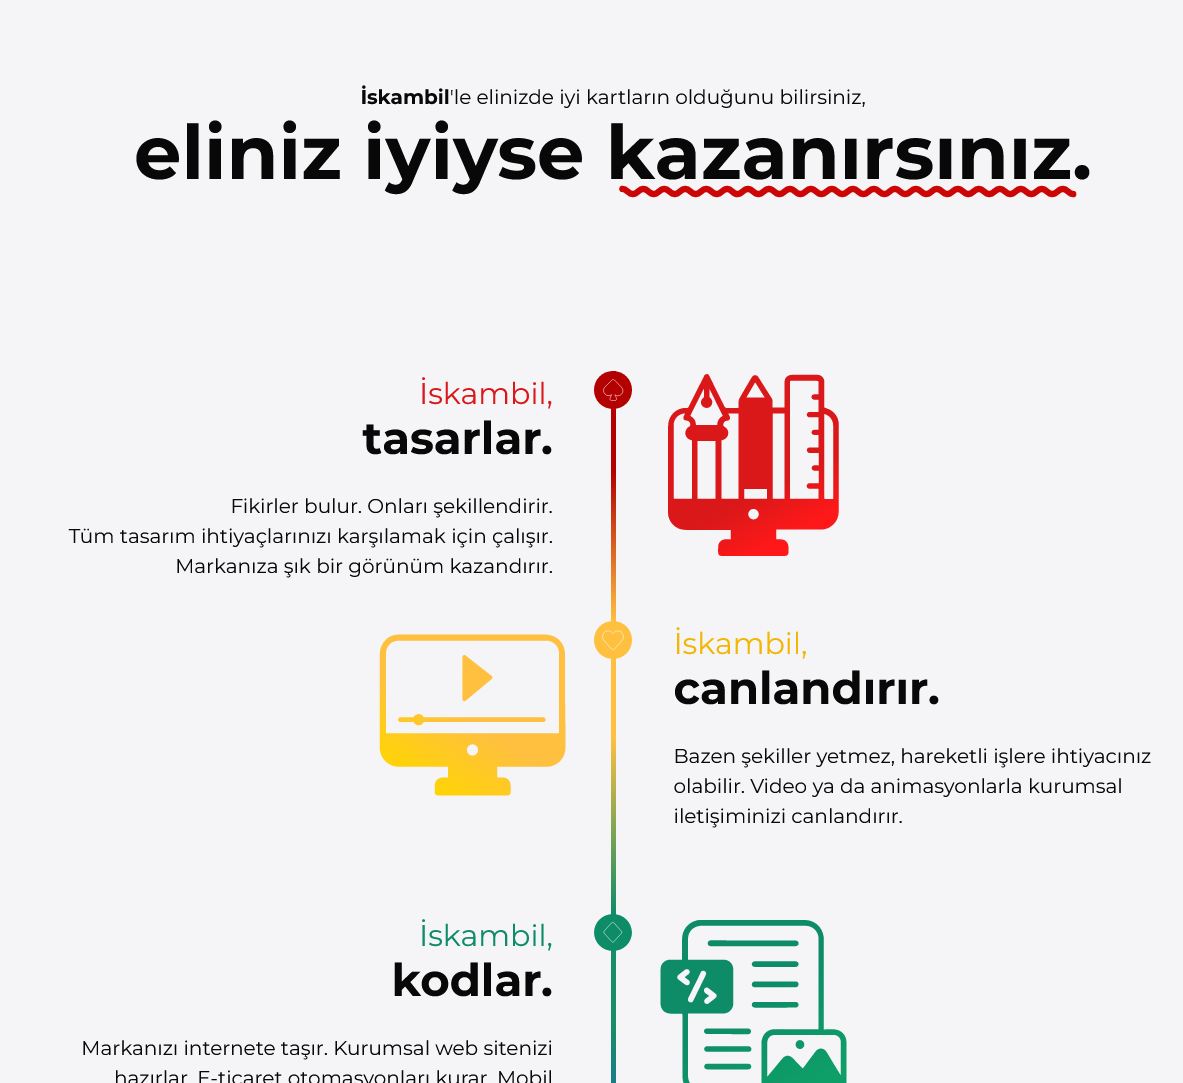 İskambil'le elinizde iyi kartların olduğunu bilirsiniz,
eliniz iyiyse kazanırsınız.
İskambil,
tasarlar.
Fikirler bulur. Onları şekillendirir.
Tüm tasarım ihtiyaçlarınızı karşılamak için çalışır.
Markanıza şık bir görünüm kazandırır.
İskambil,
canlandırır.
Bazen şekiller yetmez, hareketli işlere ihtiyacınız
olabilir. Video ya da animasyonlarla kurumsal
iletişiminizi canlandırır.
İskambil,
kodlar.
</>
Markanızı internete taşır. Kurumsal web sitenizi
hazırlar. E-ticaret otomasyonları kurar. Mobil